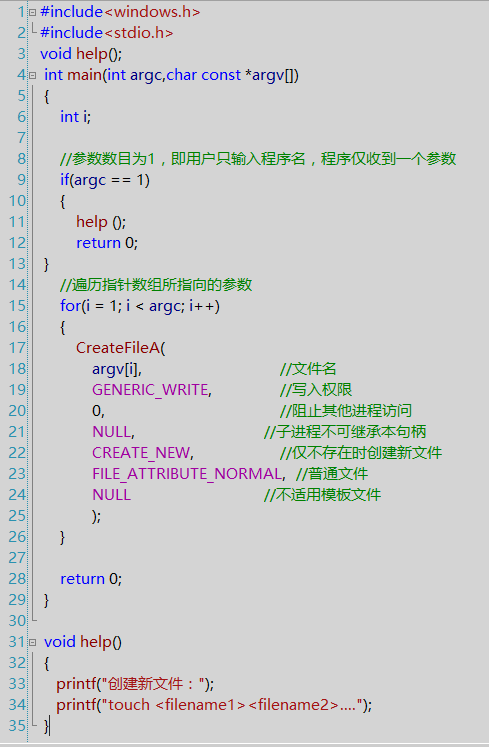 1 #include<windows.h>
2 #include<stdio.h>
3 void help();
4 int main(int argc,char const *argv[])
5 {
6 int i;
7
8 //参数数目为1，即用户只输入程序名，程序仅收到一个参数
9 if(argc == 1)
10 {
11 help ();
12 return 0;
13 }
14 //遍历指针数组所指向的参数
15 for(i = 1; i < argc; i++)
16 {
17 CreateFileA(
18 argv[i], //文件名
19 GENERIC_WRITE, //写入权限
20 0, //阻止其他进程访问
21 NULL, //子进程不可继承本句柄
22 CREATE_NEW, //仅不存在时创建新文件
23 FILE_ATTRIBUTE_NORMAL, //普通文件
24 NULL //不适用模板文件
25 );
26 }
27
28 return 0;
29 }
30
31 void help()
32 {
33 printf("创建新文件：");
34 printf("touch <filename1><filename2>....");
35 }